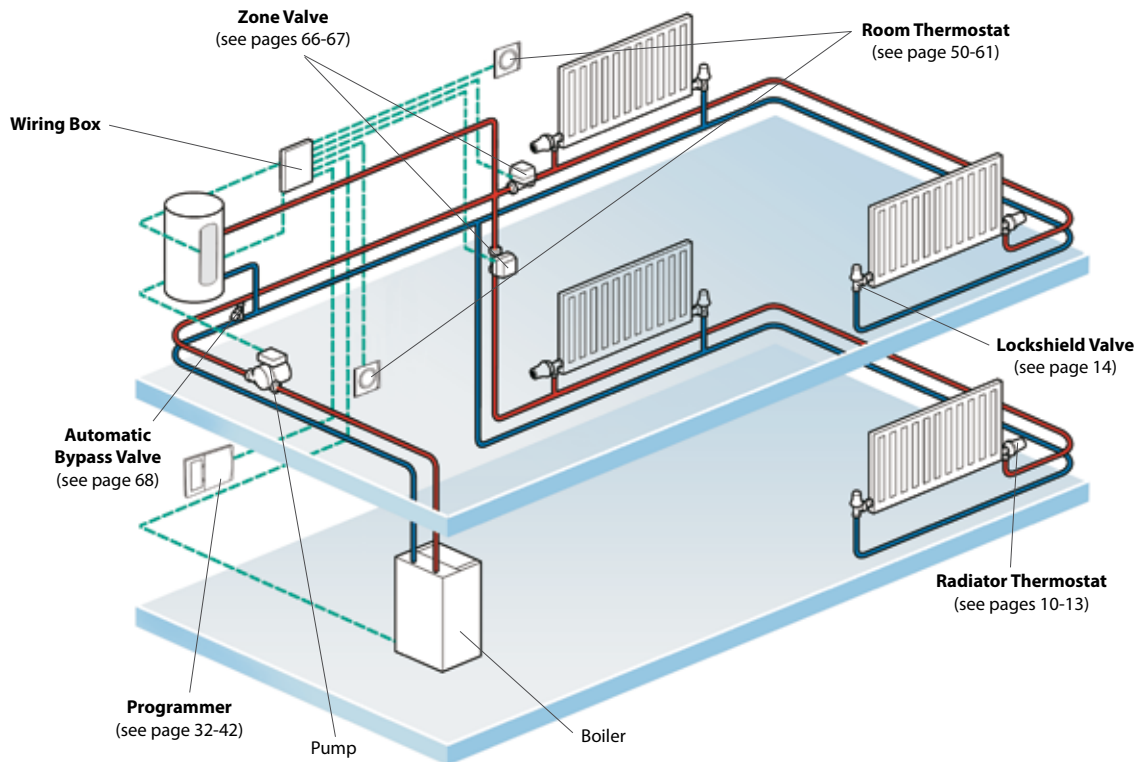 Zone Valve
(see pages 66-67)
Room Thermostat
(see page 50-61)
Wiring Box
Lockshield Valve
(see page 14)
Automatic
Bypass Valve
(see page 68)
Radiator Thermostat
(see pages 10-13)
Programmer
(see page 32-42)
Pump
Boiler